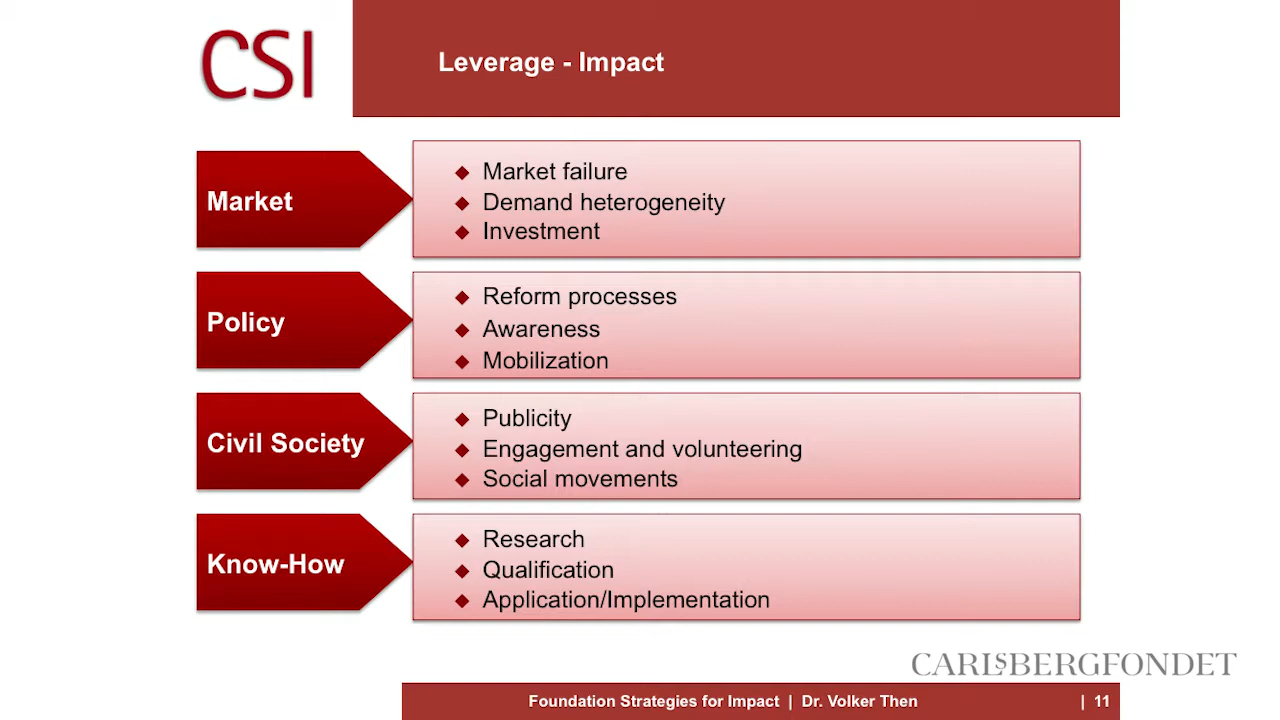 CSI
Leverage - Impact
Market
Market failure
Demand heterogeneity
Investment
Policy
Reform processes
Awareness
Mobilization
Civil Society
Publicity
Engagement and volunteering
Social movements
Know-How
Research
Qualification
Application/Implementation
CARLSBERGFONDET
Foundation Strategies for Impact | Dr. Volker Then | 11